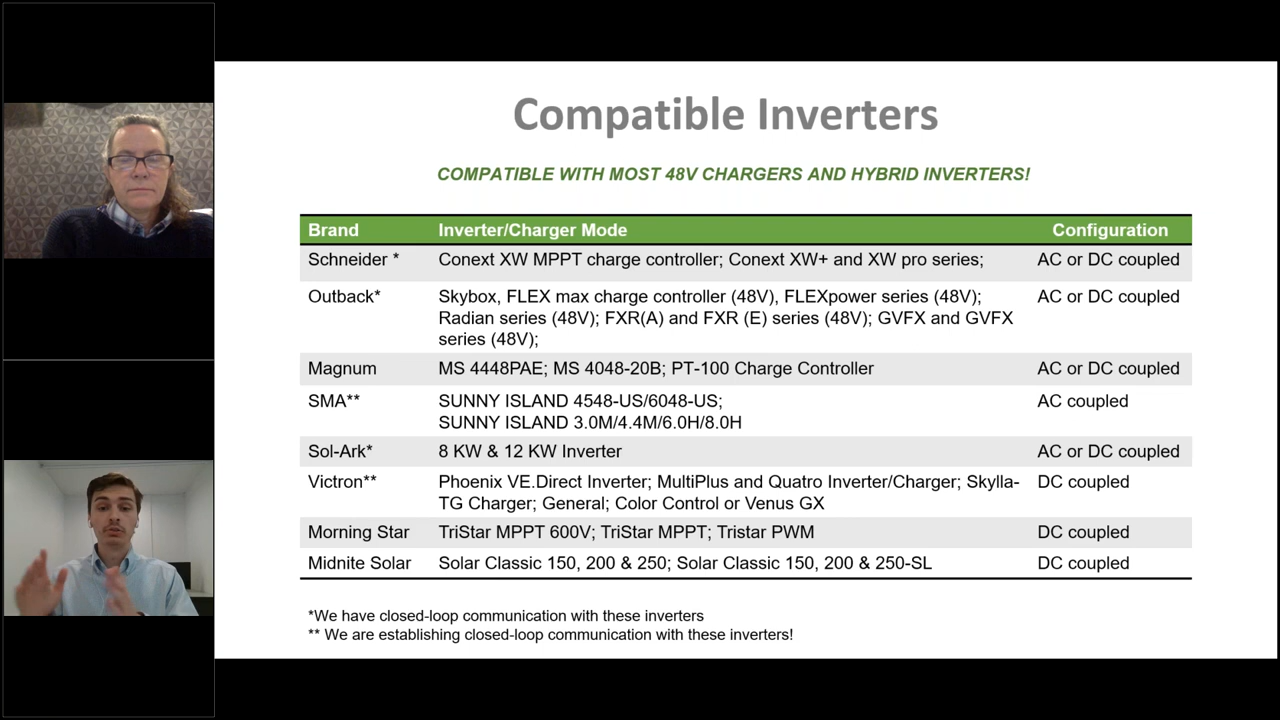 Compatible Inverters
COMPATIBLE WITH MOST 48V CHARGERS AND HYBRID INVERTERS!
Brand Inverter/Charger Mode Configuration
Schneider * Conext XW MPPT charge controller; Conext XW+ and XW pro series; AC or DC coupled
Outback* Skybox, FLEX max charge controller (48V), FLEXpower series (48V); AC or DC coupled
Radian series (48V); FXR(A) and FXR (E) series (48V); GVFX and GVFX
series (48V);
Magnum MS 4448PAE; MS 4048-20B; PT-100 Charge Controller AC or DC coupled
SMA** SUNNY ISLAND 4548-US/6048-US; AC coupled
SUNNY ISLAND 3.0M/4.4M/6.0H/8.0H
Sol-Ark* 8 KW & 12 KW Inverter AC or DC coupled
Victron** Phoenix VE.Direct Inverter; MultiPlus and Quatro Inverter/Charger; Skylla- DC coupled
TG Charger; General; Color Control or Venus GX
Morning Star TriStar MPPT 600V; TriStar MPPT; Tristar PWM DC coupled
Midnite Solar Solar Classic 150, 200 & 250; Solar Classic 150, 200 & 250-SL DC coupled
*We have closed-loop communication with these inverters
** We are establishing closed-loop communication with these inverters!